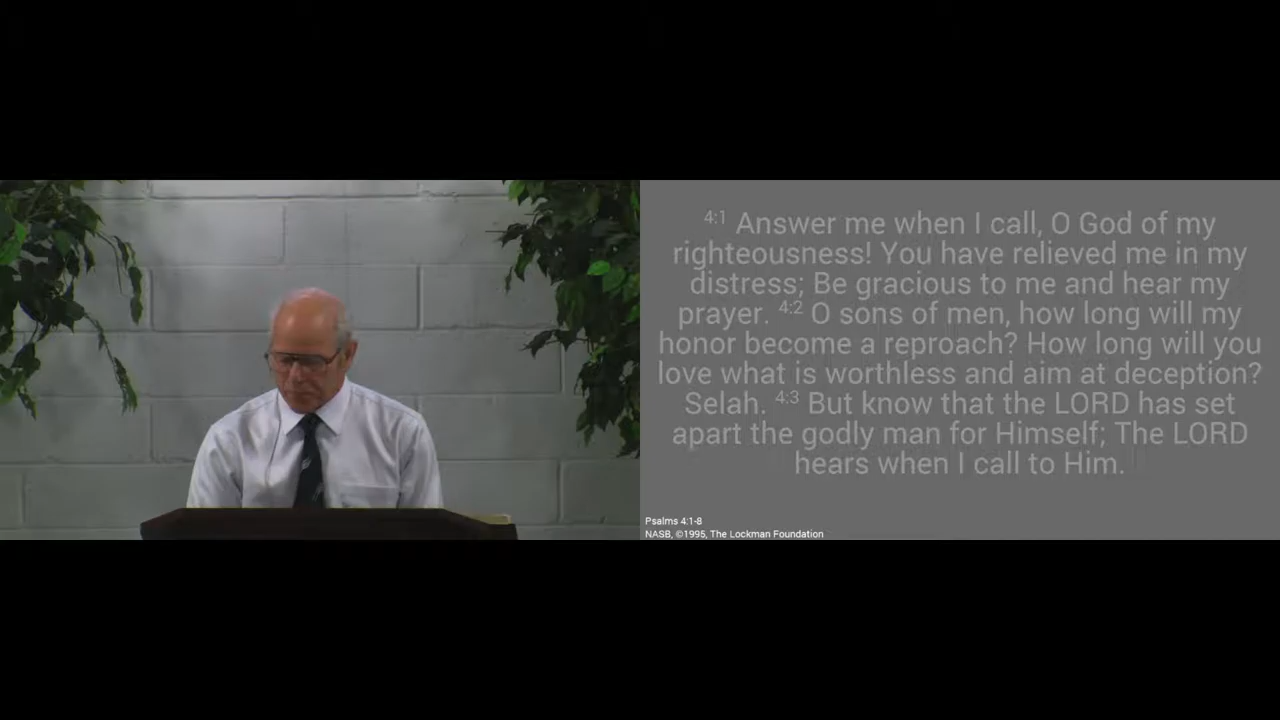 4:1 Answer me when I call, O God of my
righteousness! You have relieved me in my
distress; Be gracious to me and hear my
prayer. 4:2 O sons of men, how long will my
honor become a reproach? How long will you
love what is worthless and aim at deception?
Selah. 4:3 But know that the LORD has set
apart the godly man for Himself; The LORD
hears when I call to Him.
Psalms 4:1-8
NASB, ©1995, The Lockman Foundation